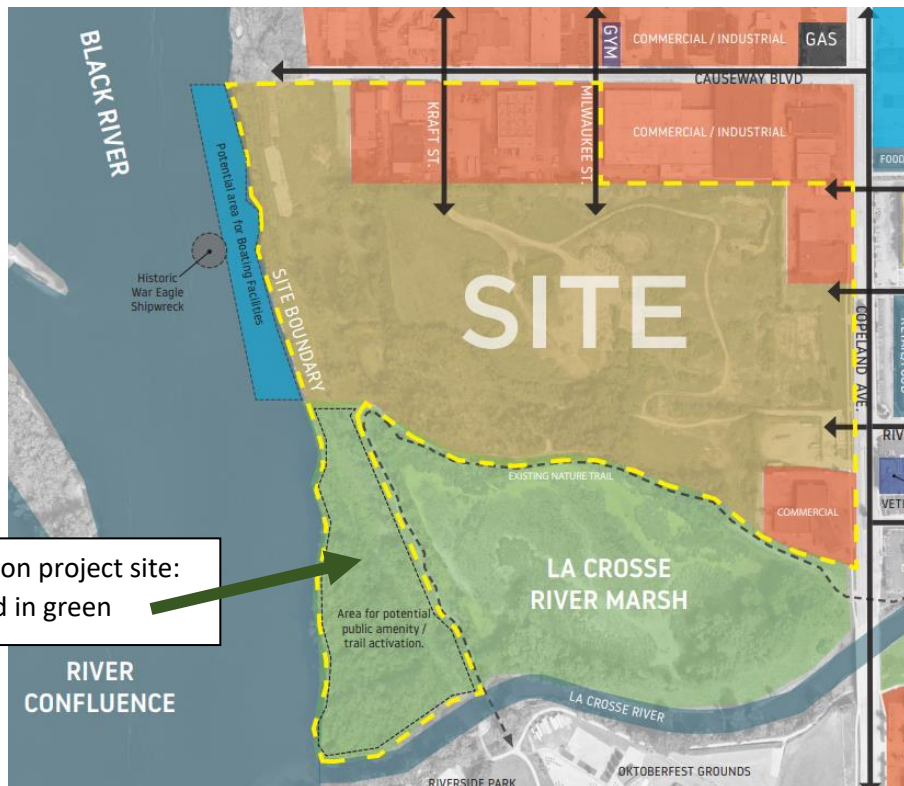 BLACK RIVER
GYM
COMMERCIAL / INDUSTRIAL
GAS
CAUSEWAY BLVD
KRAFT ST.
MILWAUKEE ST.
COMMERCIAL / INDUSTRIAL
FOOD
Potential area for Boating Facilities
Historic
War Eagle
Shipwreck
SITE BOUNDARY
SITE
COPELAND AVE.
EXISTING NATURE TRAIL
COMMERCIAL
on project site:
in green
LA CROSSE
RIVER MARSH
Area for potential
public amenity /
trail activation.
RIVER
CONFLUENCE
LA CROSSE RIVER
OKTOBERFEST GROUNDS
RIVERSIDE PARK